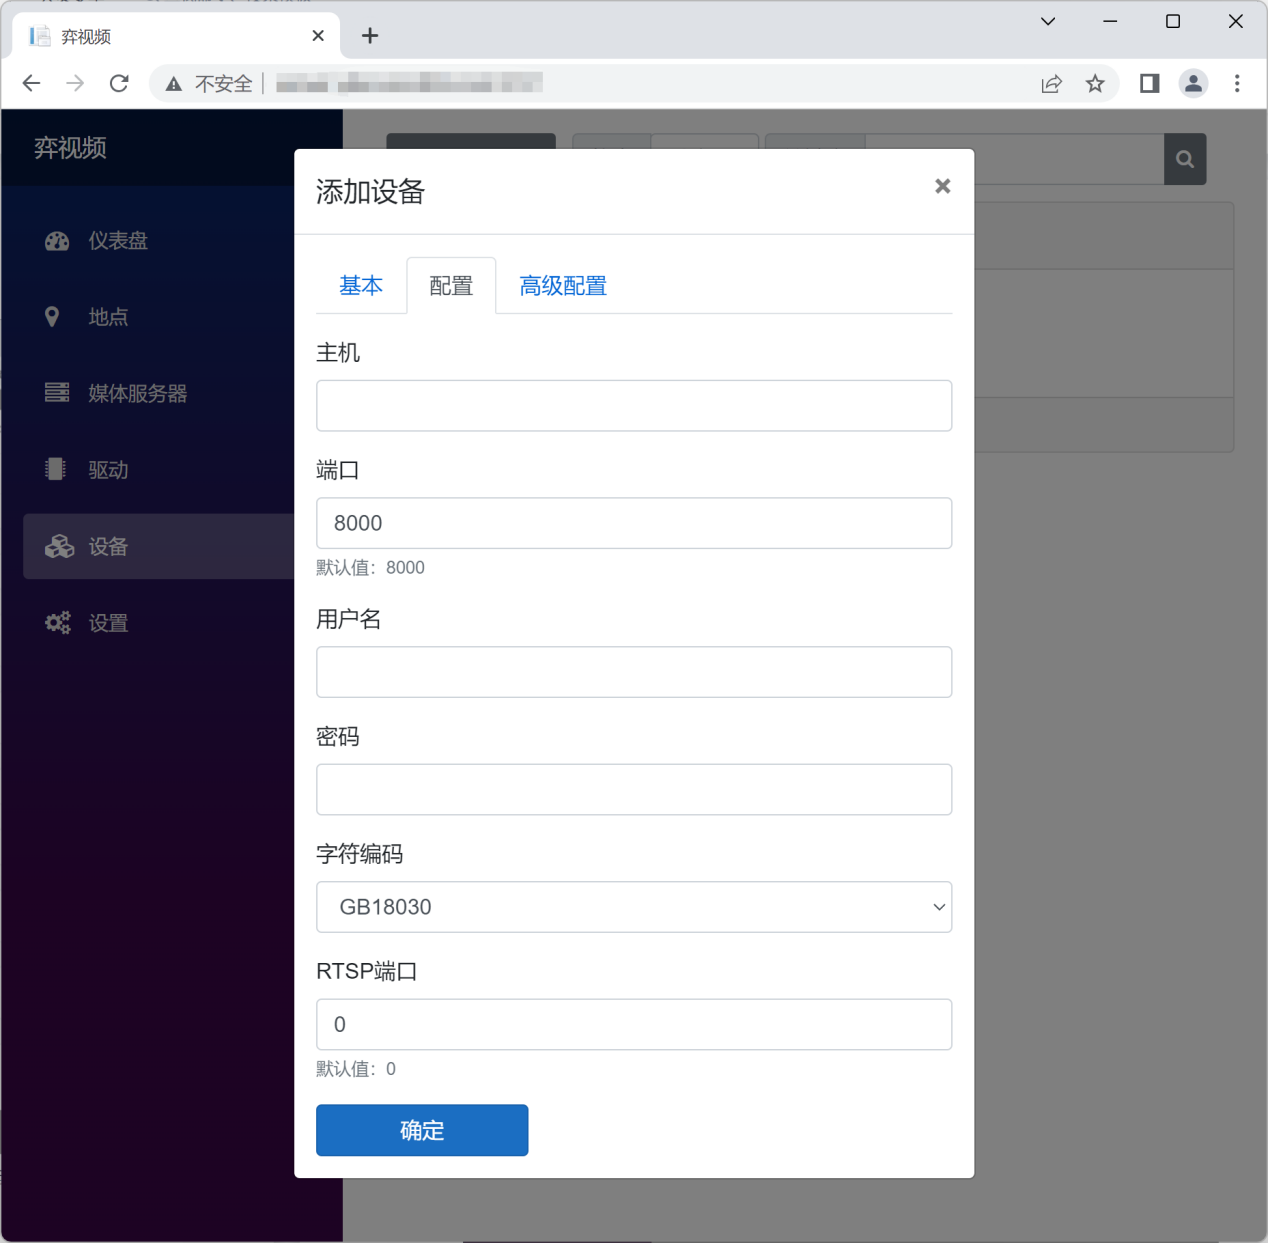 弈视频
不安全
弈视频
仪表盘
地点
媒体服务器
驱动
设备
设置
添加设备
基本
配置
高级配置
主机
端口
8000
默认值：8000
用户名
密码
字符编码
GB18030
RTSP端口
0
默认值：0
确定